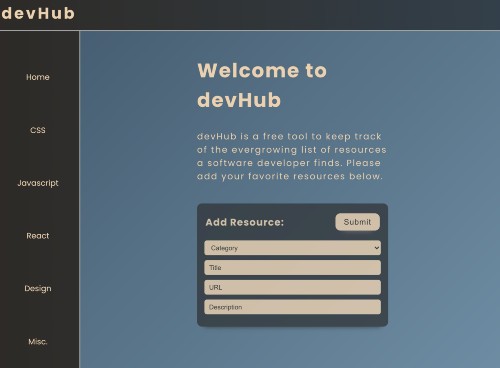 devHub
Home
CSS
Javascript
React
Design
Misc.
Welcome to
devHub
devHub is a free tool to keep track
of the evergrowing list of resources
a software developer finds. Please
add your favorite resources below.
Add Resource:
Submit
Category
Title
URL
Description